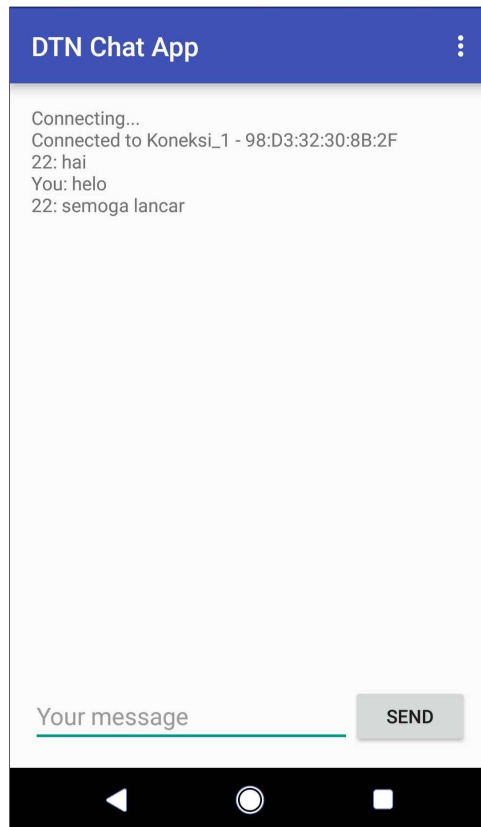 DTN Chat App
Connecting...
Connected to Koneksi_1 - 98:D3:32:30:8B:2F
22: hai
You: helo
22: semoga lancar
Your message
SEND